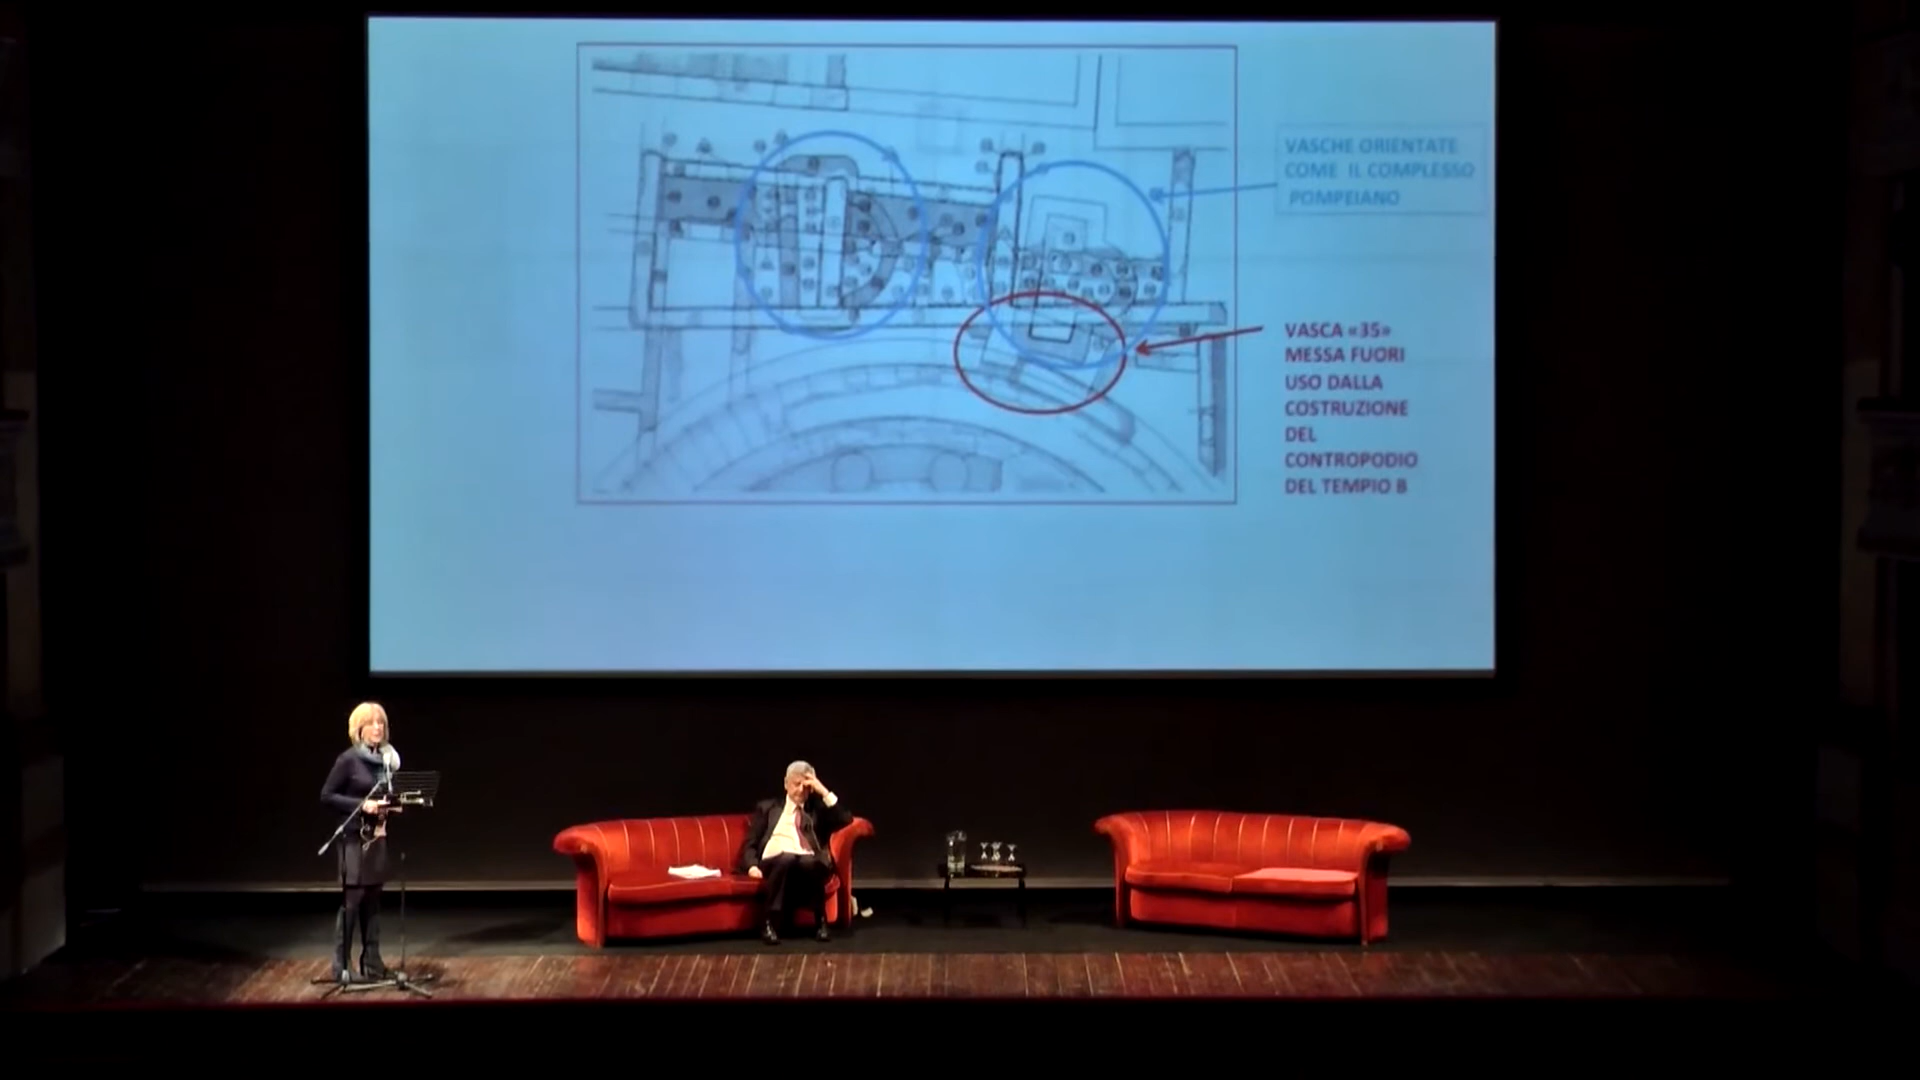 VASCHE ORIENTATE
COME IL COMPLESSO
POMPEIANO
VASCA «35»
MESSA FUORI
USO DALLA
COSTRUZIONE
DEL
CONTROPODIO
DEL TEMPIO B